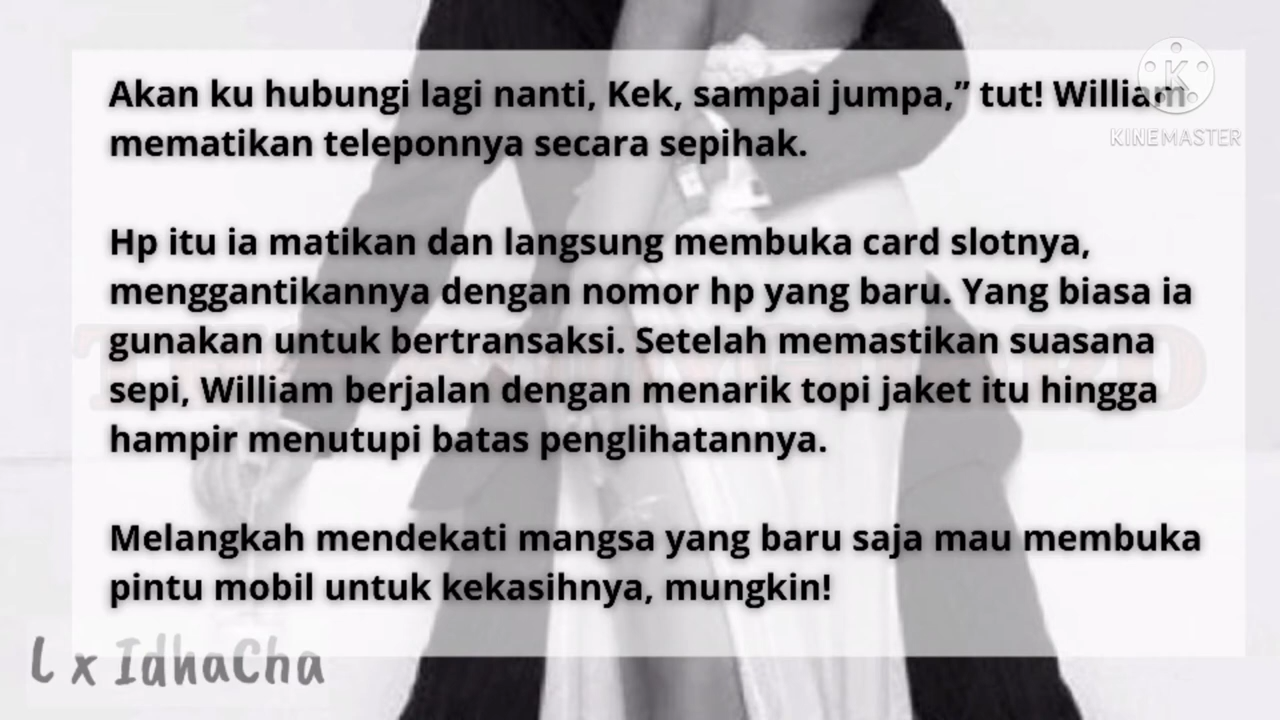 Akan ku hubungi lagi nanti, Kek, sampai jumpa,” tut! William
mematikan teleponnya secara sepihak.
Hp itu ia matikan dan langsung membuka card slotnya,
menggantikannya dengan nomor hp yang baru. Yang biasa ia
gunakan untuk bertransaksi. Setelah memastikan suasana
sepi, William berjalan dengan menarik topi jaket itu hingga
hampir menutupi batas penglihatannya.
Melangkah mendekati mangsa yang baru saja mau membuka
pintu mobil untuk kekasihnya, mungkin!
K
KINEMASTER
L x IdhaCha